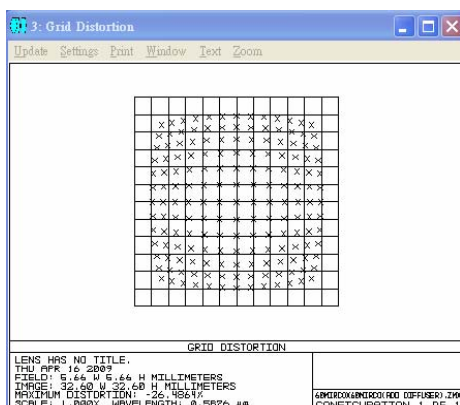 3: Grid Distortion
Update Settings Print Window Text Zoom
GRID DISTORTION
LENS HAS NO TITLE.
THU APR 16 2009
FIELD: 5.66 W 5.66 H MILLIMETERS
IMAGE: 32.60 W 32.60 H MILLIMETERS
MAXIMUM DISTORTION: -26.4864%
SCALE: 1.000X, WAVELENGTH: 0.5876 µm
CONFIGURATION 1 OF 1